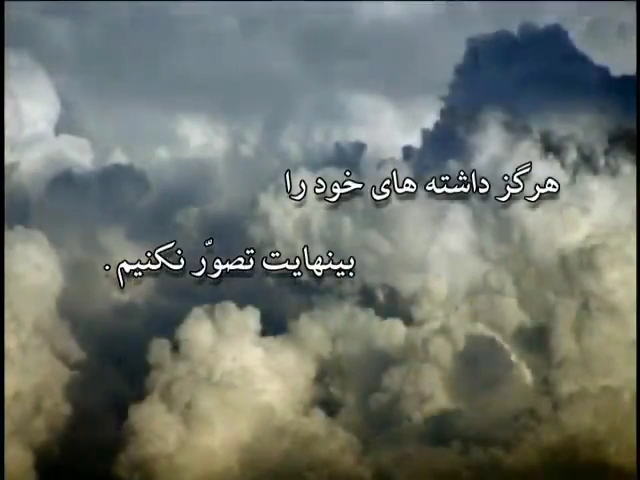 هرگز داشته های خود را
بینهایت تصوّر نکنیم .